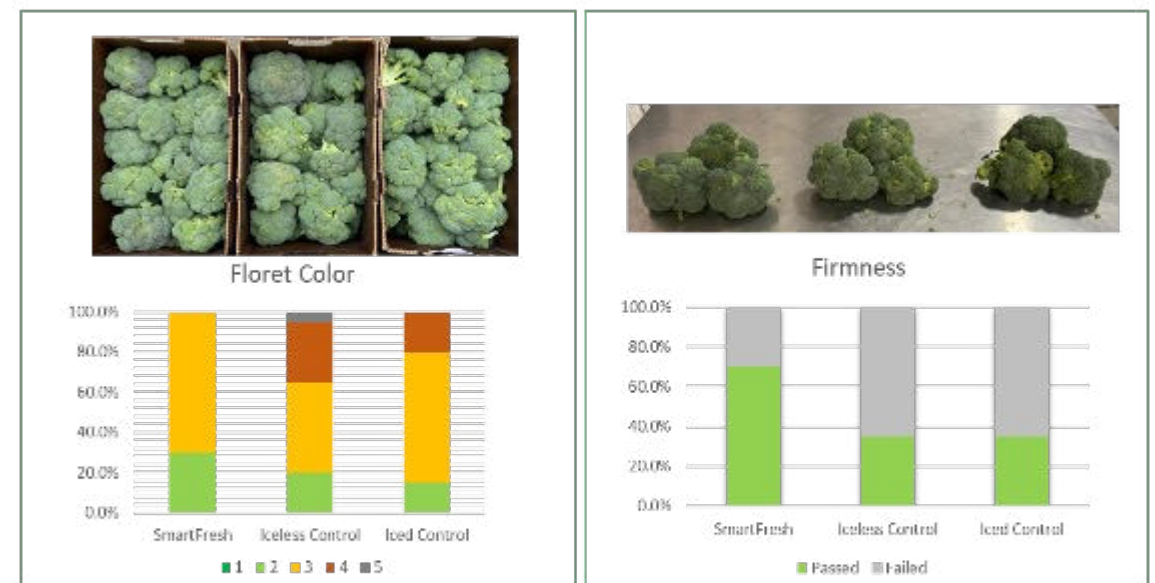 Floret Color
100.0%
80.0%
60.0%
40.0%
20.0%
0.0%
SmartFresh Iceless Control Iced Control
1 2 3 4 5
Firmness
100.0%
80.0%
60.0%
40.0%
20.0%
0.0%
SmartFresh Iceless Control Iced Control
Passed Failed